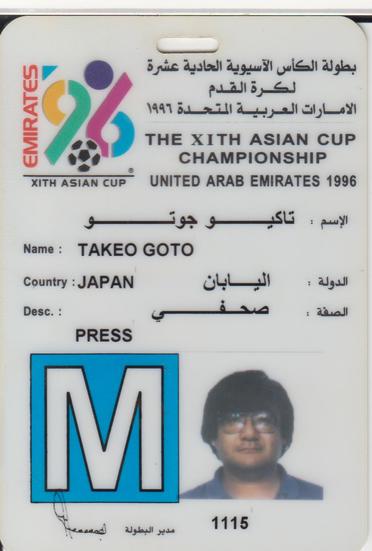 بطولة الكأس الآسيوية الحادية عشرة
لكرة القدم
الامارات العربية المتحدة ١٩٩٦
EMIRATES
96
XITH ASIAN CUP
THE XITH ASIAN CUP
CHAMPIONSHIP
UNITED ARAB EMIRATES 1996
الإسم : تاكيو جوتو
Name : TAKEO GOTO
Country : JAPAN اليابان الدولة :
Desc. : صحفي الصفة :
PRESS
M
مدير البطولة 1115